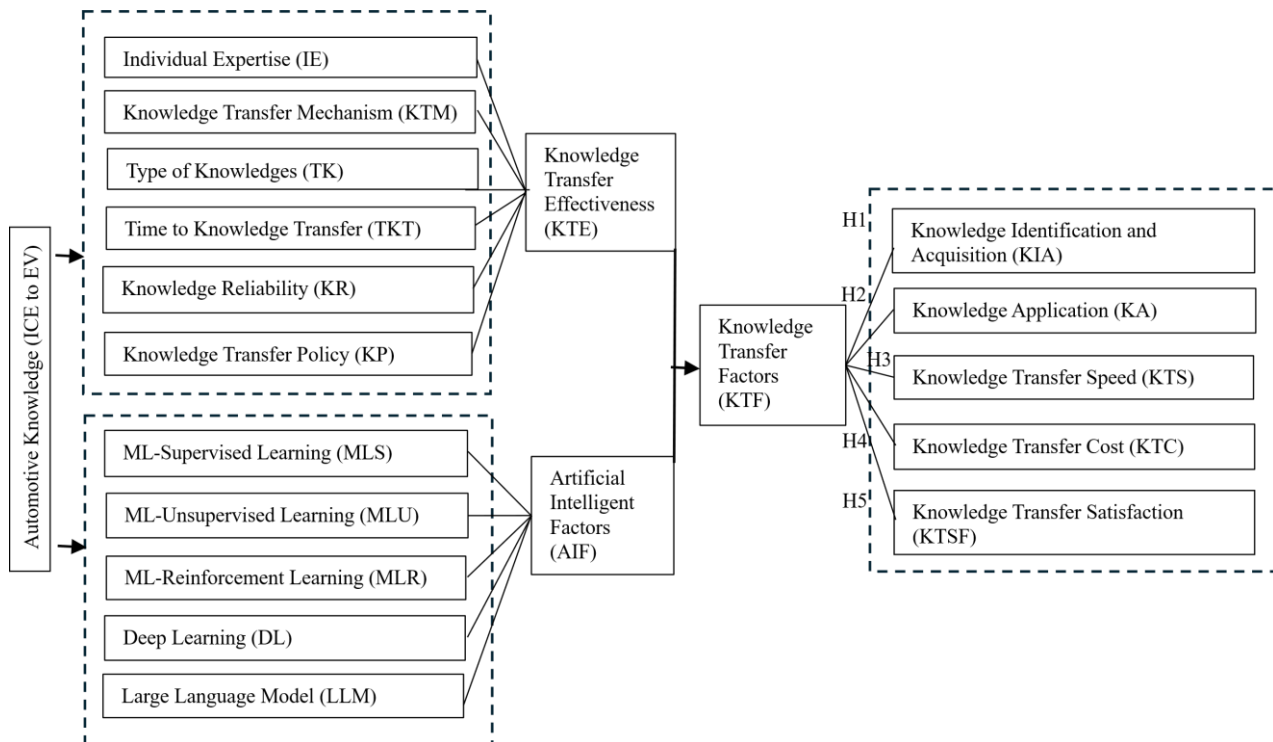 Automotive Knowledge (ICE to EV)
Individual Expertise (IE)
Knowledge Transfer Mechanism (KTM)
Type of Knowledges (TK)
Time to Knowledge Transfer (TKT)
Knowledge Reliability (KR)
Knowledge Transfer Policy (KP)
ML-Supervised Learning (MLS)
ML-Unsupervised Learning (MLU)
ML-Reinforcement Learning (MLR)
Deep Learning (DL)
Large Language Model (LLM)
Knowledge
Transfer
Effectiveness
(KTE)
Artificial
Intelligent
Factors
(AIF)
Knowledge
Transfer
Factors
(KTF)
H1
Knowledge Identification and
Acquisition (KIA)
H2
Knowledge Application (KA)
H3
Knowledge Transfer Speed (KTS)
H4
Knowledge Transfer Cost (KTC)
H5
Knowledge Transfer Satisfaction
(KTSF)